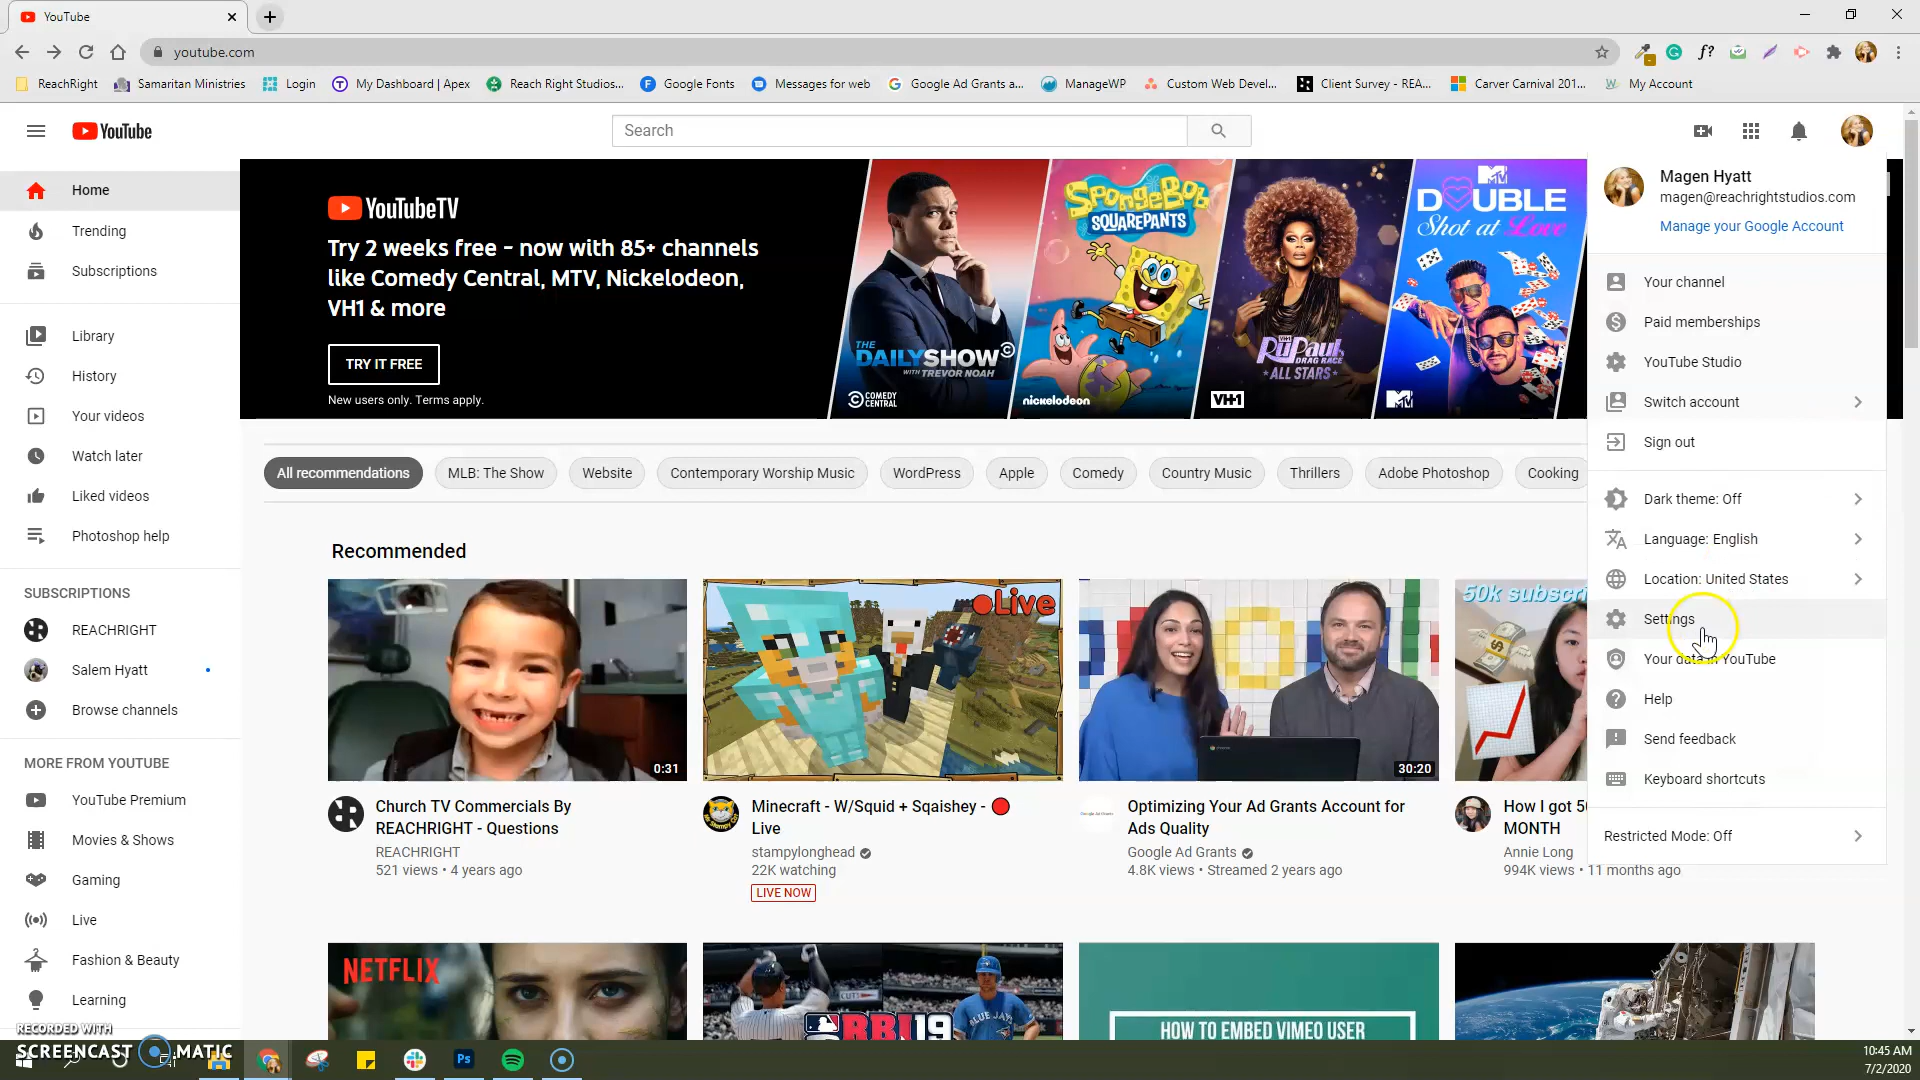 YouTube
youtube.com
f?
ReachRight
Samaritan Ministries
Login
My Dashboard | Apex
Reach Right Studios...
Google Fonts
Messages for web
Google Ad Grants a...
ManageWP
Custom Web Devel...
Client Survey - REA...
Carver Carnival 201...
My Account
YouTube
Search
Home
Trending
Subscriptions
Library
History
Your videos
Watch later
Liked videos
Photoshop help
SUBSCRIPTIONS
REACHRIGHT
Salem Hyatt
Browse channels
MORE FROM YOUTUBE
YouTube Premium
Movies & Shows
Gaming
Live
Fashion & Beauty
Learning
YouTubeTV
Try 2 weeks free - now with 85+ channels
like Comedy Central, MTV, Nickelodeon,
VH1 & more
TRY IT FREE
New users only. Terms apply.
THE
DAILYSHOW
WITH TREVOR NOAH
COMEDY
CENTRAL
SPONGEBOB
SQUAREPANTS
nickelodeon
RuPaul's
DRAG RACE
ALL STARS
VH1
MTV
DOUBLE
Shot at Love
All recommendations
MLB: The Show
Website
Contemporary Worship Music
WordPress
Apple
Comedy
Country Music
Thrillers
Adobe Photoshop
Cooking
Recommended
0:31
Church TV Commercials By
REACHRIGHT - Questions
REACHRIGHT
521 views • 4 years ago
Live
Minecraft - W/Squid + Sqaishey - 🔴
Live
stampylonghead
22K watching
LIVE NOW
30:20
Optimizing Your Ad Grants Account for
Ads Quality
Google Ad Grants
4.8K views • Streamed 2 years ago
50k subscri
How I got 5
MONTH
Annie Long
994K views • 11 months ago
NETFLIX
RBI19
BLUE JAYS
HOW TO EMBED VIMEO USER
Magen Hyatt
magen@reachrightstudios.com
Manage your Google Account
Your channel
Paid memberships
YouTube Studio
Switch account
Sign out
Dark theme: Off
Language: English
Location: United States
Settings
Your data in YouTube
Help
Send feedback
Keyboard shortcuts
Restricted Mode: Off
RECORDED WITH
SCREENCAST MATIC
Ps
10:45 AM
7/2/2020